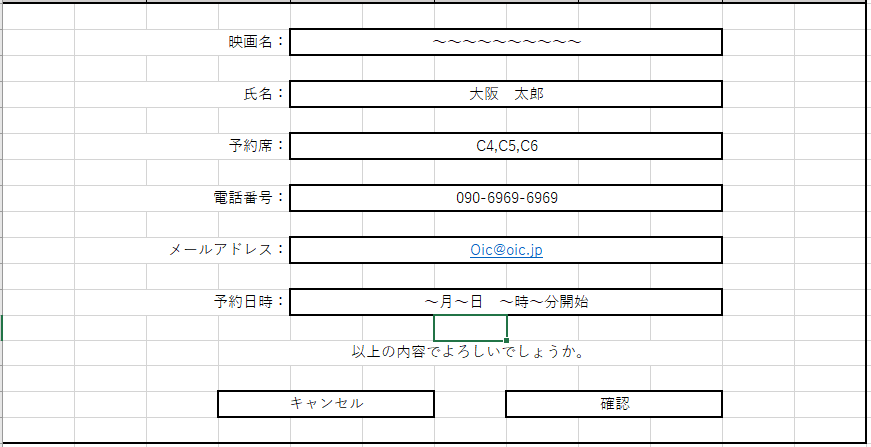 映画名： ～～～～～～～～～～
氏名： 大阪　太郎
予約席： C4,C5,C6
電話番号： 090-6969-6969
メールアドレス： Oic@oic.jp
予約日時： ～月～日　～時～分開始
以上の内容でよろしいでしょうか。
キャンセル 確認